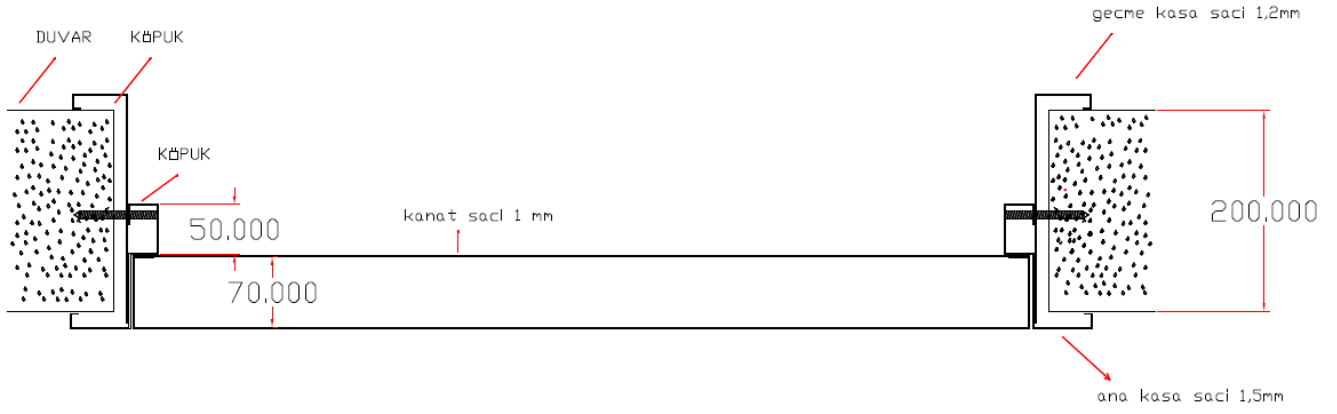 gecme kasa saci 1,2mm
DUVAR
KÖPUK
KÖPUK
50.000
kanat saci 1 mm
200.000
70.000
ana kasa saci 1,5mm